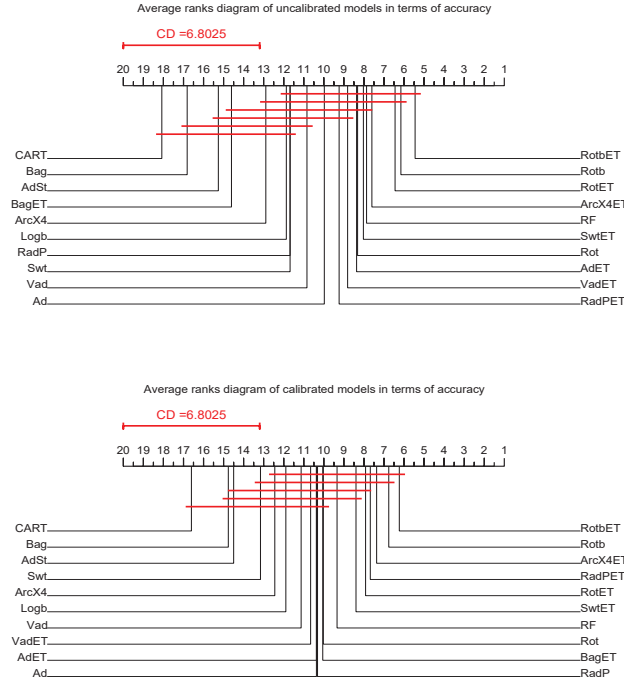 Average ranks diagram of uncalibrated models in terms of accuracy
CD =6.8025
20 19 18 17 16 15 14 13 12 11 10 9 8 7 6 5 4 3 2 1
CART RotbET
Bag Rotb
AdSt RotET
BagET ArcX4ET
ArcX4 RF
Logb SwtET
RadP Rot
Swt AdET
Vad VadET
Ad RadPET
Average ranks diagram of calibrated models in terms of accuracy
CD =6.8025
20 19 18 17 16 15 14 13 12 11 10 9 8 7 6 5 4 3 2 1
CART RotbET
Bag Rotb
AdSt ArcX4ET
Swt RadPET
ArcX4 RotET
Logb SwtET
Vad RF
VadET Rot
AdET BagET
Ad RadP